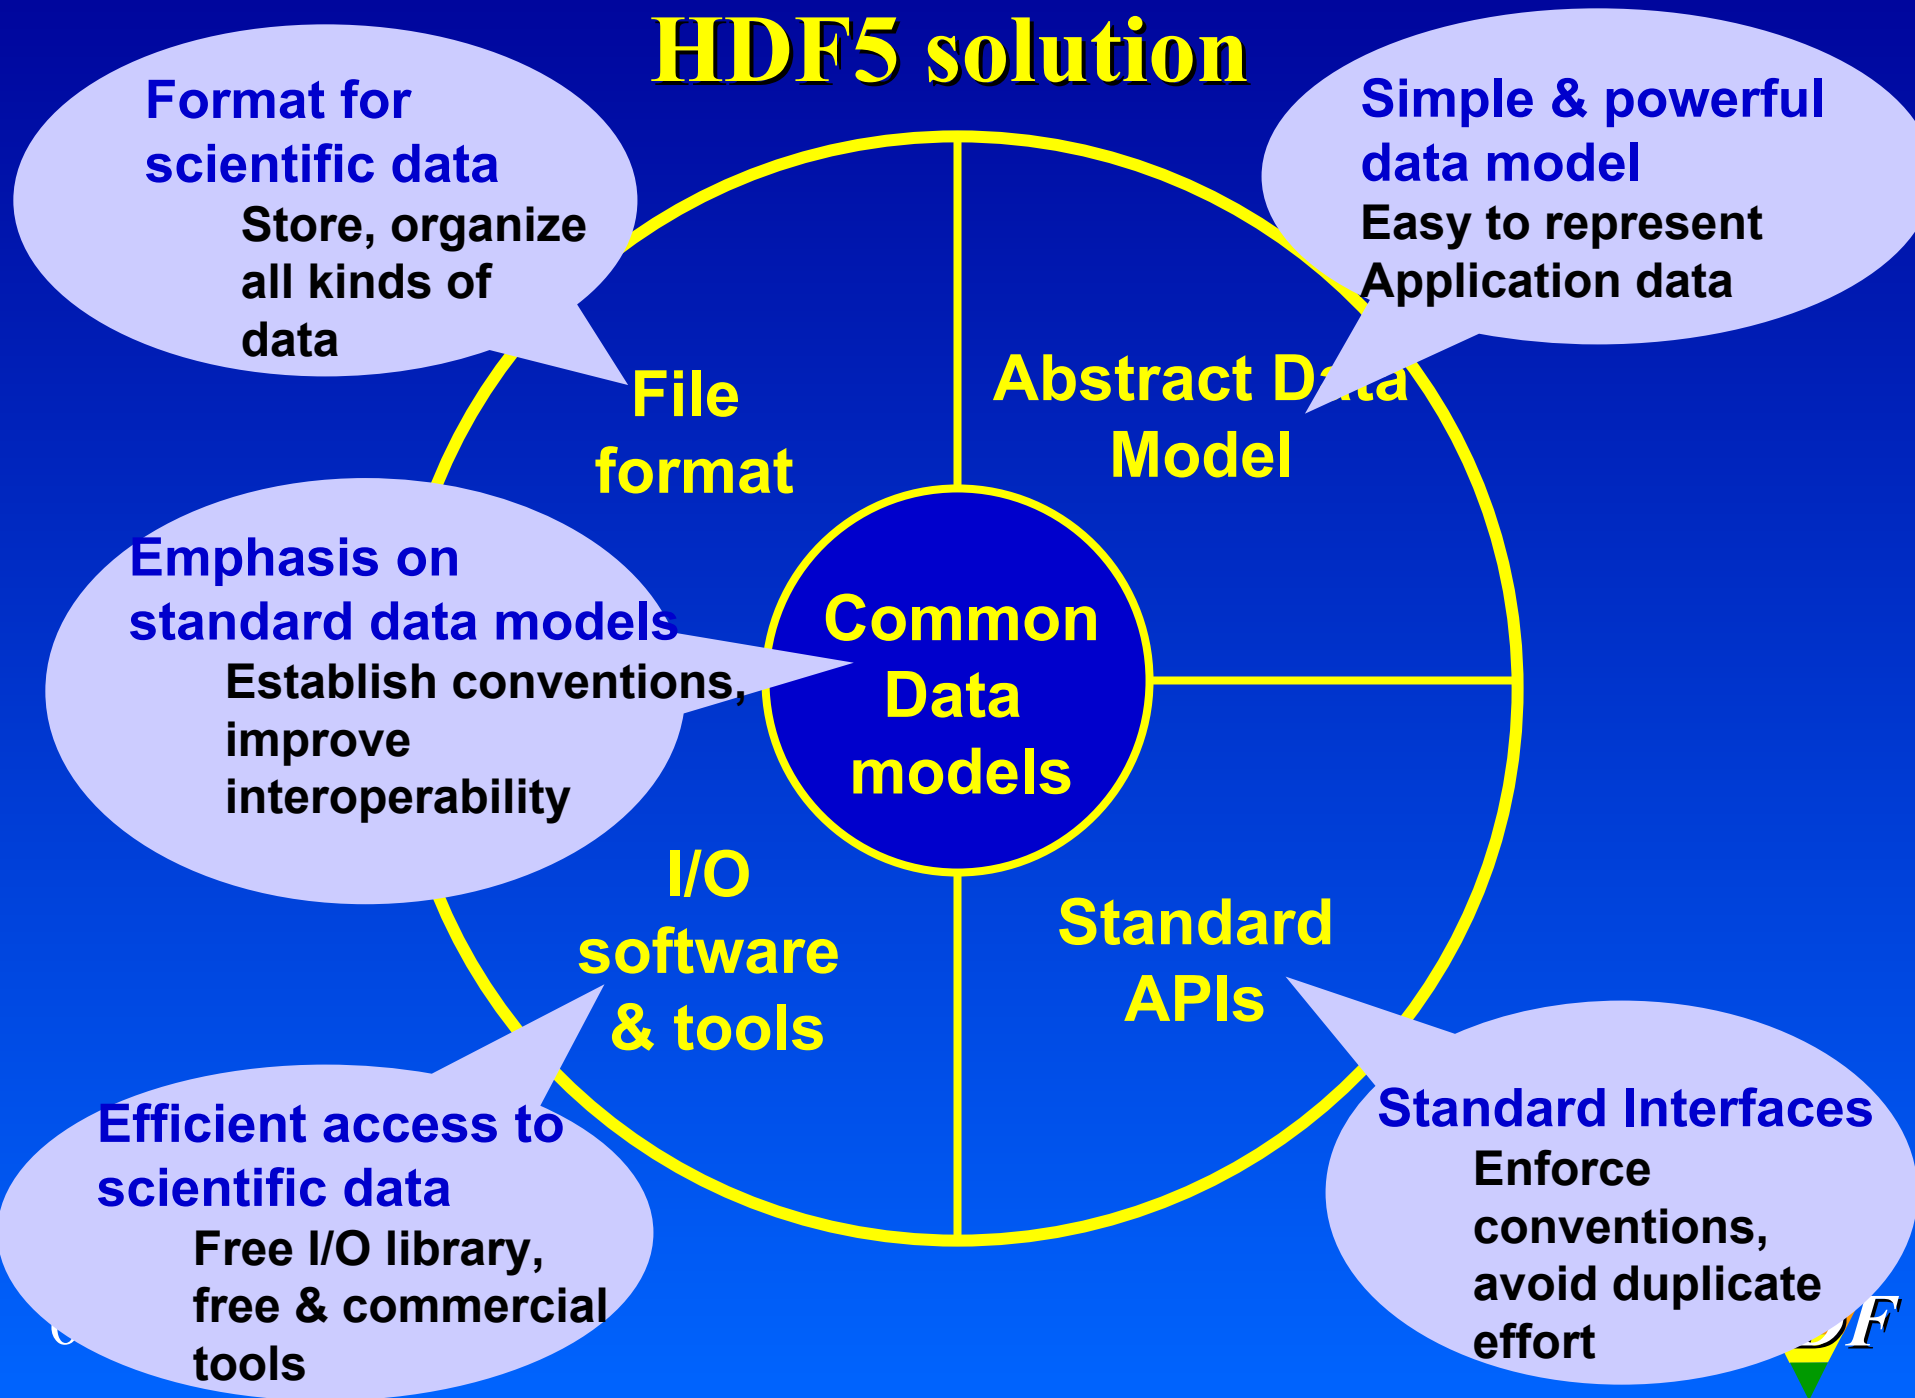 HDF5 solution
Format for
scientific data
Store, organize
all kinds of
data
Simple & powerful
data model
Easy to represent
Application data
File
format
Abstract Data
Model
Emphasis on
standard data models
Establish conventions,
improve
interoperability
Common
Data
models
I/O
software
& tools
Standard
APIs
Efficient access to
scientific data
Free I/O library,
free & commercial
tools
Standard Interfaces
Enforce
conventions,
avoid duplicate
effort